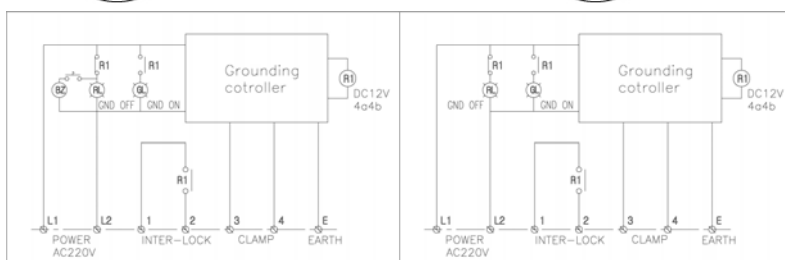 R1 R1
BZ RL GL
GND OFF GND ON
Grounding
cotroller
R1
DC12V
4a4b
R1
L1 L2 1 2 3 4 E
POWER INTER-LOCK CLAMP EARTH
AC220V
R1 R1
RL GL
GND OFF GND ON
Grounding
cotroller
R1
DC12V
4a4b
R1
L1 L2 1 2 3 4 E
POWER INTER-LOCK CLAMP EARTH
AC220V